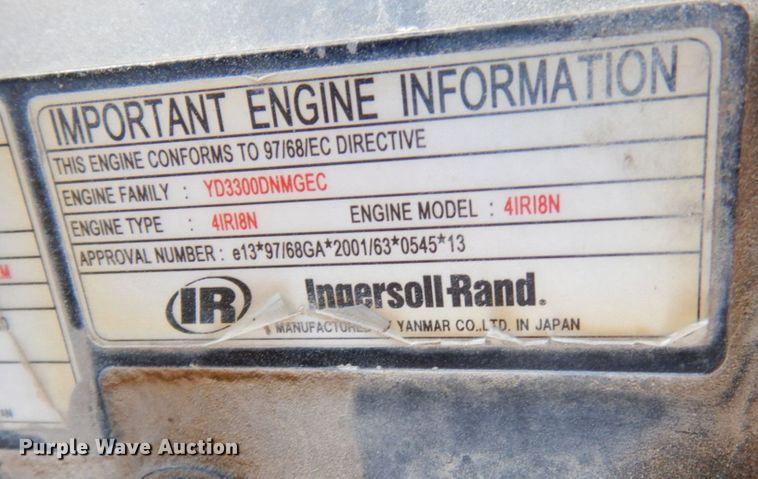 IMPORTANT ENGINE INFORMATION
THIS ENGINE CONFORMS TO 97/68/EC DIRECTIVE
ENGINE FAMILY : YD3300DNMGEC
ENGINE TYPE : 4IRI8N ENGINE MODEL : 4IRI8N
APPROVAL NUMBER : e13*97/68GA*2001/63*0545*13
IR Ingersoll-Rand®
MANUFACTURED BY YANMAR CO.,LTD. IN JAPAN
Purple Wave Auction